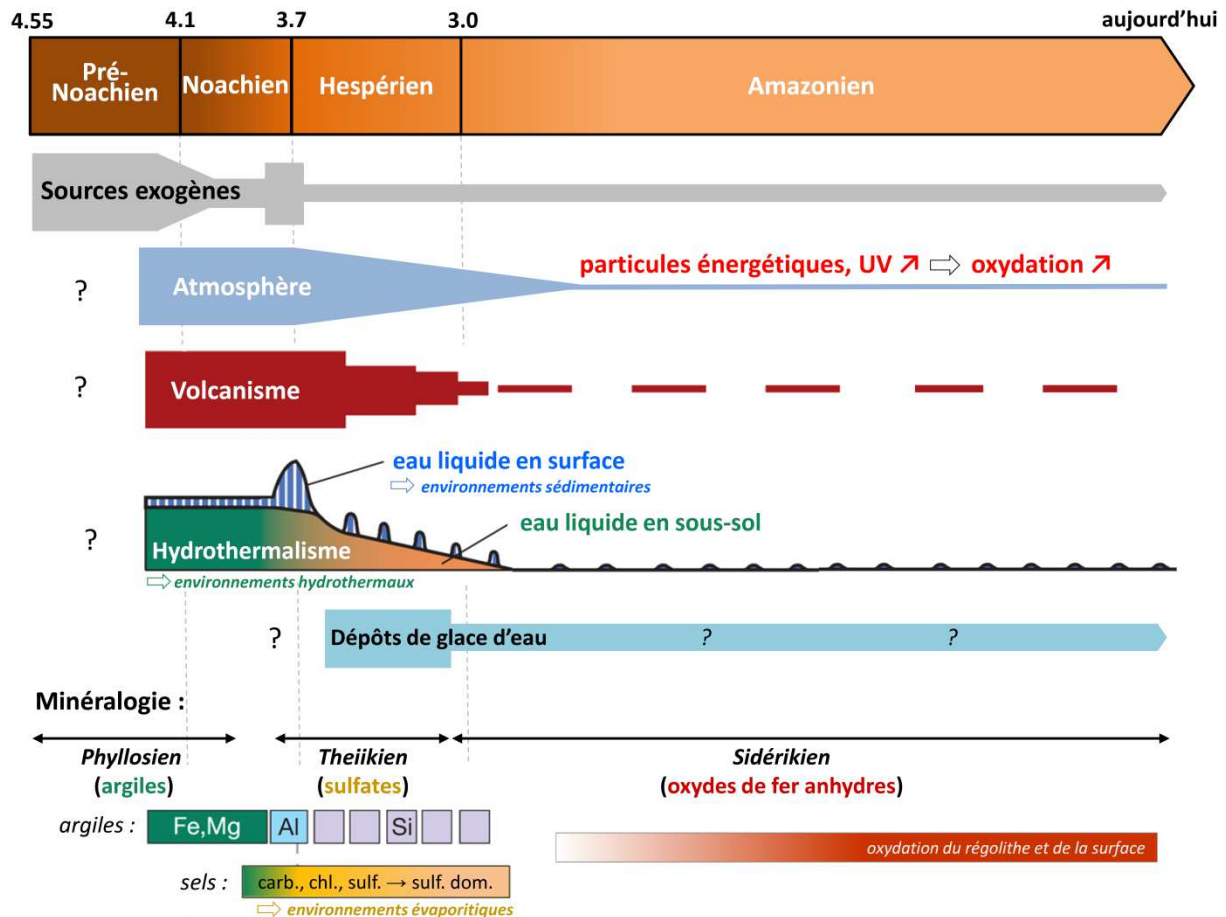 4.55 4.1 3.7 3.0 aujourd'hui
Pré-
Noachien
Noachien
Hespérien
Amazonien
Sources exogènes
particules énergétiques, UV ↗ ⇨ oxydation ↗
?
Atmosphère
?
Volcanisme
eau liquide en surface
⇨ environnements sédimentaires
eau liquide en sous-sol
?
Hydrothermalisme
⇨ environnements hydrothermaux
?
Dépôts de glace d'eau
?
?
Minéralogie :
Phyllosien
(argiles)
Theiikien
(sulfates)
Sidérikien
(oxydes de fer anhydres)
argiles :
Fe,Mg
Al
Si
oxydation du régolithe et de la surface
sels :
carb., chl., sulf. → sulf. dom.
⇨ environnements évaporitiques